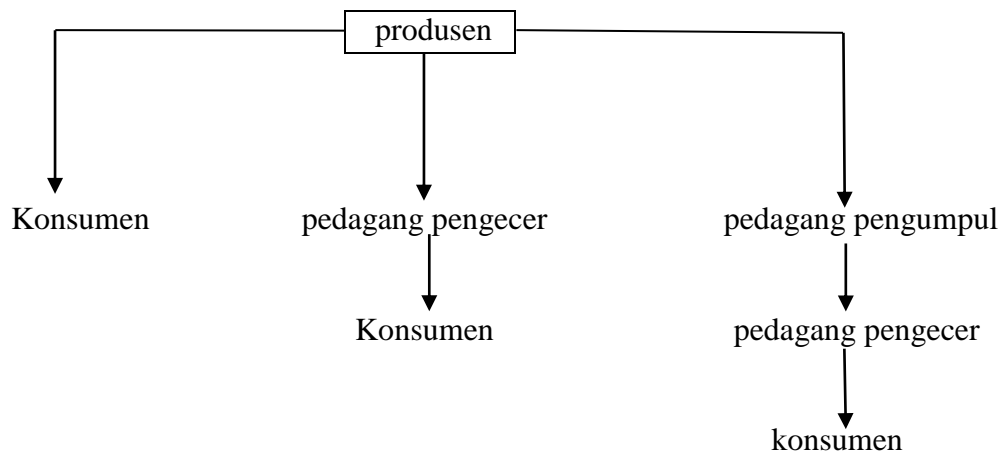 produsen
Konsumen
pedagang pengecer
pedagang pengumpul
Konsumen
pedagang pengecer
konsumen